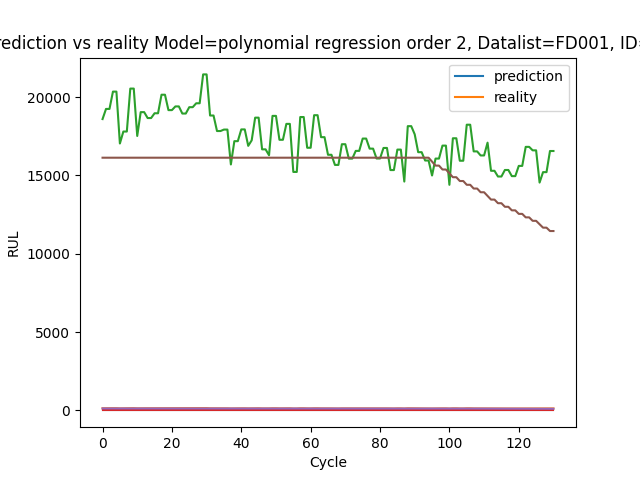 rediction vs reality Model=polynomial regression order 2, Datalist=FD001, ID=
prediction
reality
20000
15000
10000
5000
0
RUL
0 20 40 60 80 100 120
Cycle